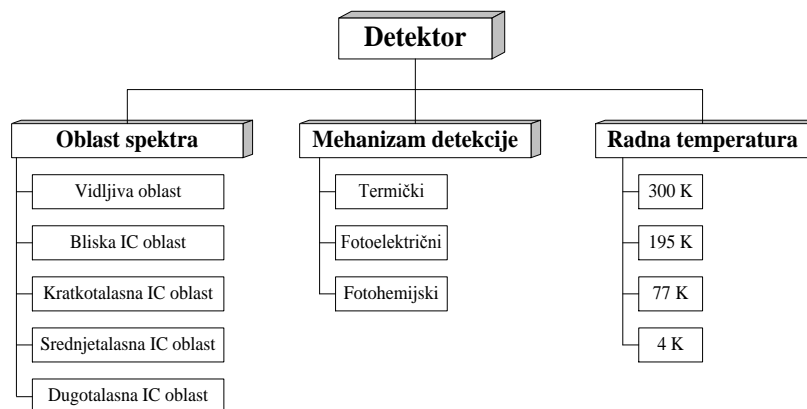 Detektor
Oblast spektra
Vidljiva oblast
Bliska IC oblast
Kratkotalasna IC oblast
Srednjetalasna IC oblast
Dugotalasna IC oblast
Mehanizam detekcije
Termički
Fotoelektrični
Fotohemijski
Radna temperatura
300 K
195 K
77 K
4 K